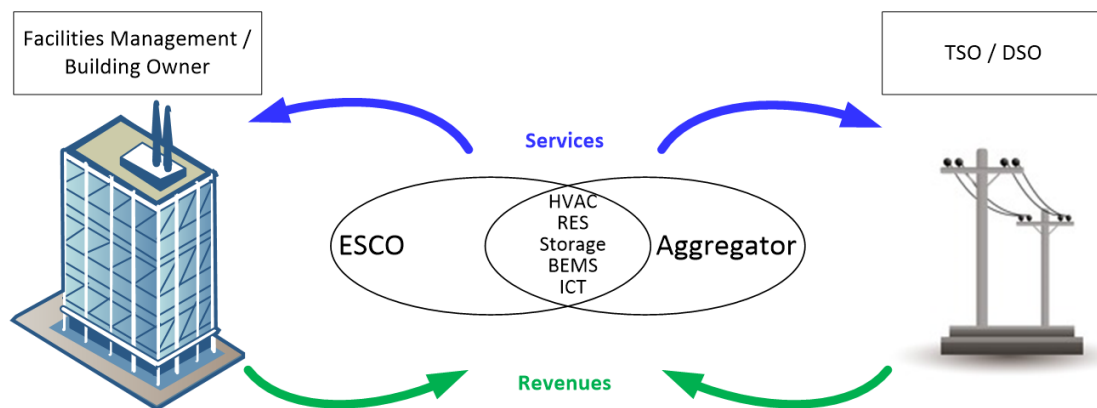 Facilities Management /
Building Owner
TSO / DSO
Services
HVAC
RES
Storage
BEMS
ICT
ESCO
Aggregator
Revenues